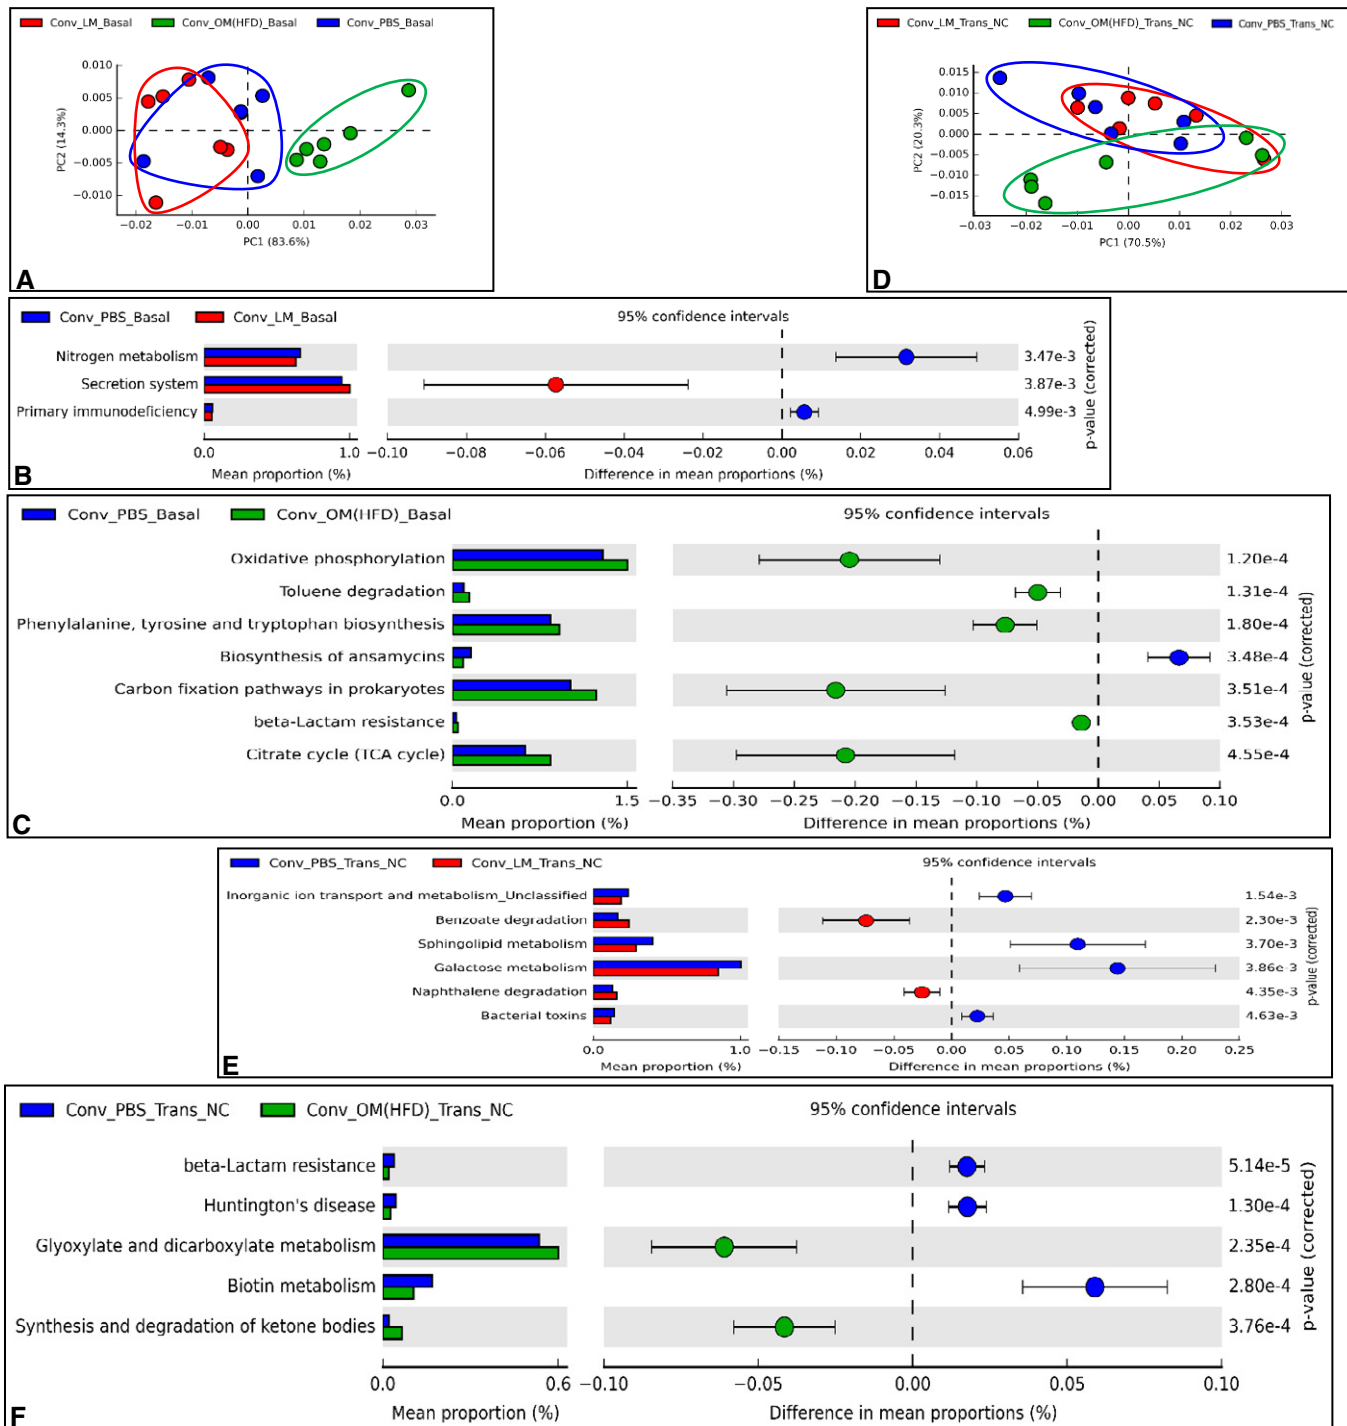 Conv_LM_Basal Conv_OM(HFD)_Basal Conv_PBS_Basal
0.010
0.005
0.000
−0.005
−0.010
PC2 (14.3%)
−0.02 −0.01 0.00 0.01 0.02 0.03
PC1 (83.6%)
A
Conv_LM_Trans_NC Conv_OM(HFD)_Trans_NC Conv_PBS_Trans_NC
0.015
0.010
0.005
0.000
−0.005
−0.010
−0.015
PC2 (20.3%)
−0.03 −0.02 −0.01 0.00 0.01 0.02 0.03
PC1 (70.5%)
D
Conv_PBS_Basal Conv_LM_Basal 95% confidence intervals
Nitrogen metabolism 3.47e-3
Secretion system 3.87e-3
Primary immunodeficiency 4.99e-3
p-value (corrected)
0.0 1.0 −0.10 −0.08 −0.06 −0.04 −0.02 0.00 0.02 0.04 0.06
Mean proportion (%) Difference in mean proportions (%)
B
Conv_PBS_Basal Conv_OM(HFD)_Basal 95% confidence intervals
Oxidative phosphorylation 1.20e-4
Toluene degradation 1.31e-4
Phenylalanine, tyrosine and tryptophan biosynthesis 1.80e-4
Biosynthesis of ansamycins 3.48e-4
Carbon fixation pathways in prokaryotes 3.51e-4
beta-Lactam resistance 3.53e-4
Citrate cycle (TCA cycle) 4.55e-4
p-value (corrected)
0.0 1.5 −0.35 −0.30 −0.25 −0.20 −0.15 −0.10 −0.05 0.00 0.05 0.10
Mean proportion (%) Difference in mean proportions (%)
C
Conv_PBS_Trans_NC Conv_LM_Trans_NC 95% confidence intervals
Inorganic ion transport and metabolism_Unclassified 1.54e-3
Benzoate degradation 2.30e-3
Sphingolipid metabolism 3.70e-3
Galactose metabolism 3.86e-3
Naphthalene degradation 4.35e-3
Bacterial toxins 4.63e-3
p-value (corrected)
0.0 1.0 −0.15 −0.10 −0.05 0.00 0.05 0.10 0.15 0.20 0.25
Mean proportion (%) Difference in mean proportions (%)
E
Conv_PBS_Trans_NC Conv_OM(HFD)_Trans_NC 95% confidence intervals
beta-Lactam resistance 5.14e-5
Huntington's disease 1.30e-4
Glyoxylate and dicarboxylate metabolism 2.35e-4
Biotin metabolism 2.80e-4
Synthesis and degradation of ketone bodies 3.76e-4
p-value (corrected)
0.0 0.6 −0.10 −0.05 0.00 0.05 0.10
Mean proportion (%) Difference in mean proportions (%)
F